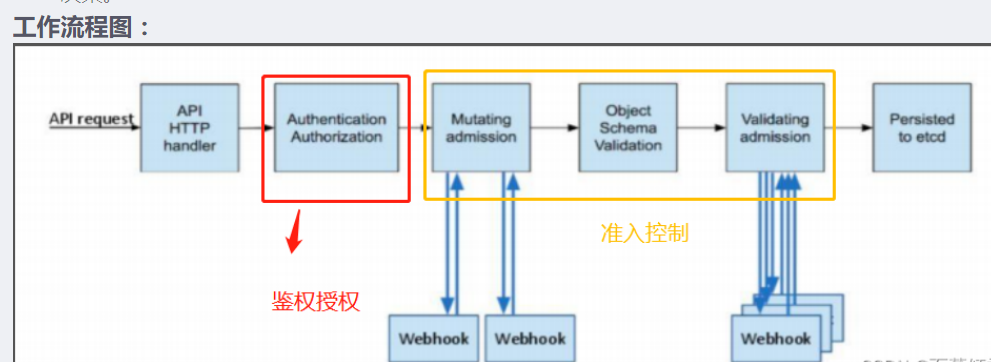 工作流程图：
API request
API
HTTP
handler
Authentication
Authorization
Mutating
admission
Object
Schema
Validation
Validating
admission
Persisted
to etcd
准入控制
鉴权授权
Webhook
Webhook
Webhook